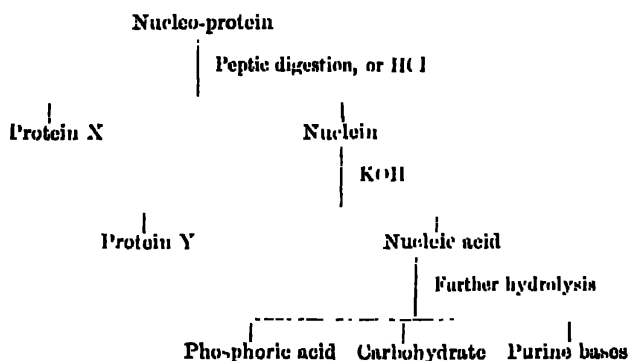 Nucleo-protein
Peptic digestion, or HCl
Protein X Nuclein
KOH
Protein Y Nucleic acid
Further hydrolysis
Phosphoric acid Carbohydrate Purine bases